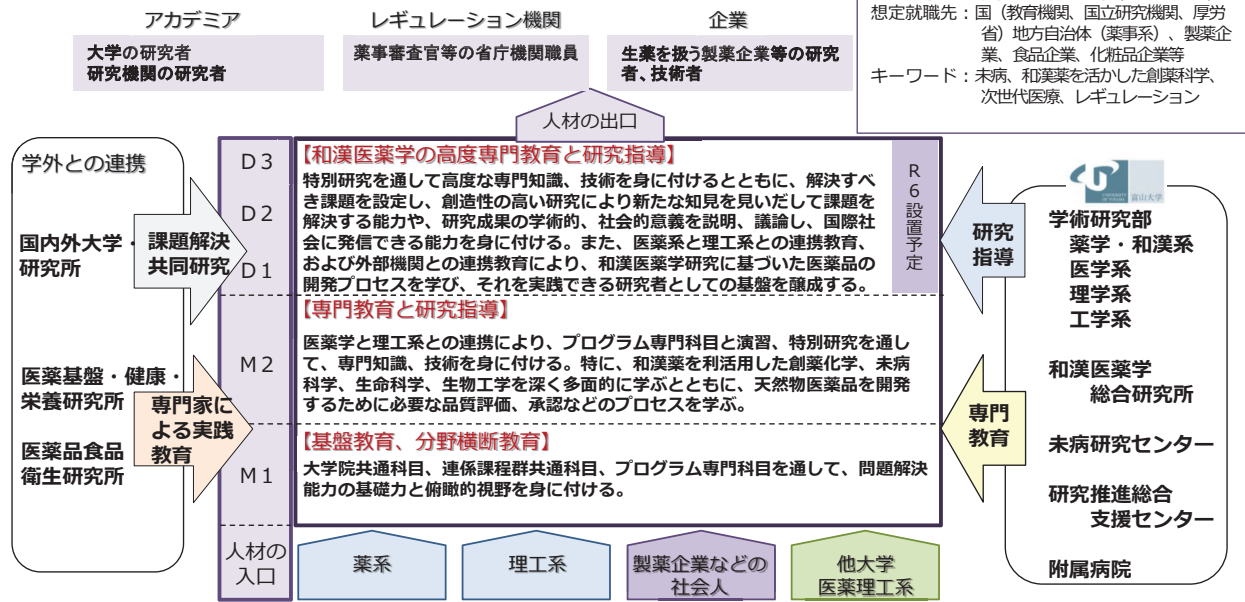 アカデミア
大学の研究者
研究機関の研究者
レギュレーション機関
薬事審査官等の省庁機関職員
企業
生薬を扱う製薬企業等の研究
者、技術者
想定就職先：国（教育機関、国立研究機関、厚労
省）地方自治体（薬事系）、製薬企
業、食品企業、化粧品企業等
キーワード：未病、和漢薬を活かした創薬科学、
次世代医療、レギュレーション
人材の出口
学外との連携
国内外大学・
研究所
医薬基盤・健康・
栄養研究所
医薬品食品
衛生研究所
課題解決
共同研究
専門家に
よる実践
教育
D３
D２
D１
M２
M１
人材の
入口
【和漢医薬学の高度専門教育と研究指導】
特別研究を通して高度な専門知識、技術を身に付けるとともに、解決すべ
き課題を設定し、創造性の高い研究により新たな知見を見いだして課題を
解決する能力や、研究成果の学術的、社会的意義を説明、議論し、国際社
会に発信できる能力を身に付ける。また、医薬系と理工系との連携教育、
および外部機関との連携教育により、和漢医薬学研究に基づいた医薬品の
開発プロセスを学び、それを実践できる研究者としての基盤を醸成する。
R６設置予定
【専門教育と研究指導】
医薬学と理工系との連携により、プログラム専門科目と演習、特別研究を通し
て、専門知識、技術を身に付ける。特に、和漢薬を利活用した創薬化学、未病
科学、生命科学、生物工学を深く多面的に学ぶとともに、天然物医薬品を開発
するために必要な品質評価、承認などのプロセスを学ぶ。
【基盤教育、分野横断教育】
大学院共通科目、連係課程群共通科目、プログラム専門科目を通して、問題解決
能力の基礎力と俯瞰的視野を身に付ける。
薬系
理工系
製薬企業などの
社会人
他大学
医薬理工系
研究
指導
専門
教育
富山大学
学術研究部
薬学・和漢系
医学系
理学系
工学系
和漢医薬学
総合研究所
未病研究センター
研究推進総合
支援センター
附属病院